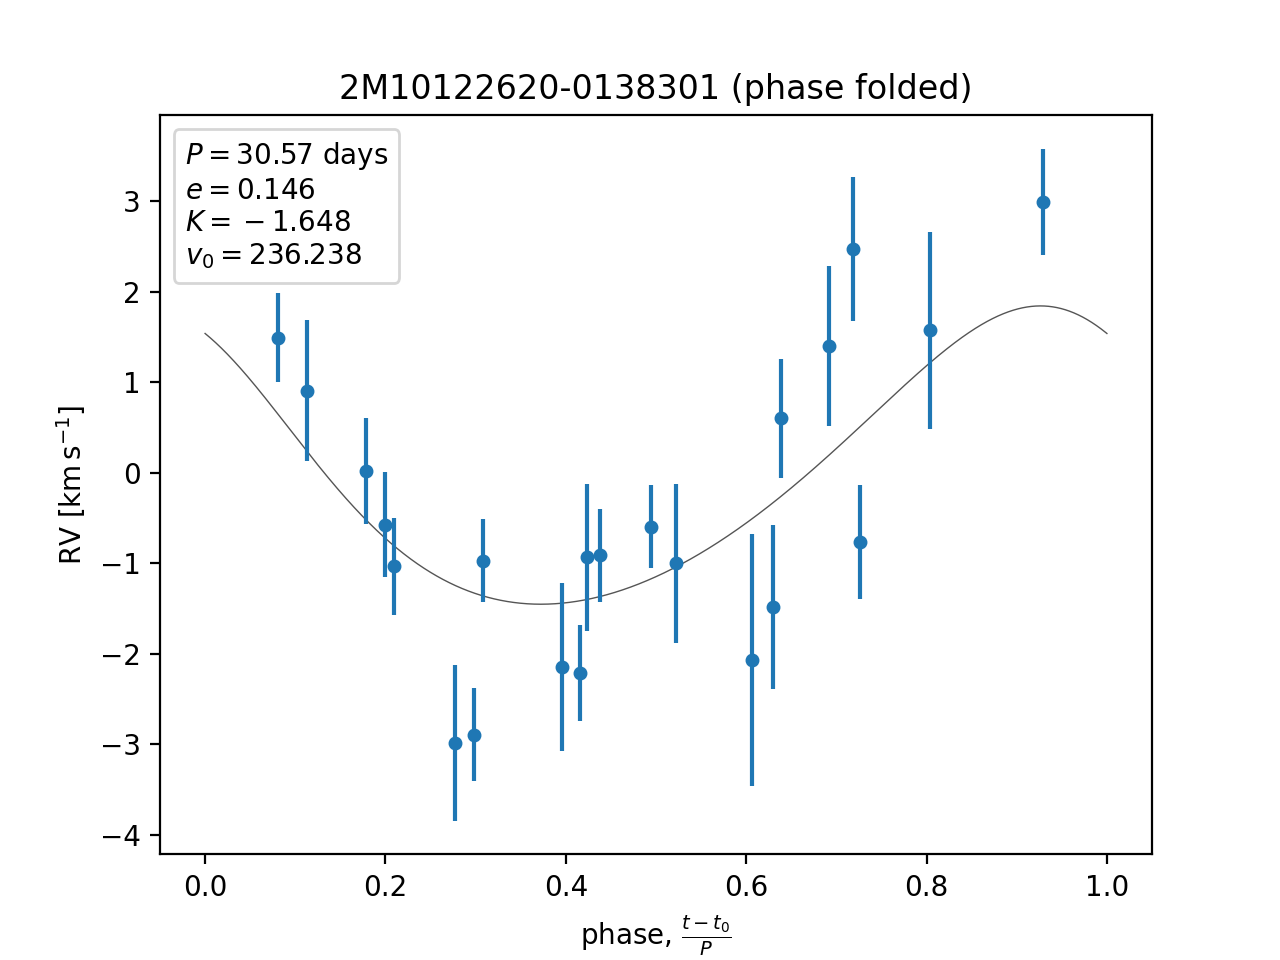 2M10122620-0138301 (phase folded)
P = 30.57 days
e = 0.146
K = −1.648
v₀ = 236.238
3
2
1
0
−1
−2
−3
−4
RV [km s⁻¹]
0.0 0.2 0.4 0.6 0.8 1.0
phase, (t − t₀)/P